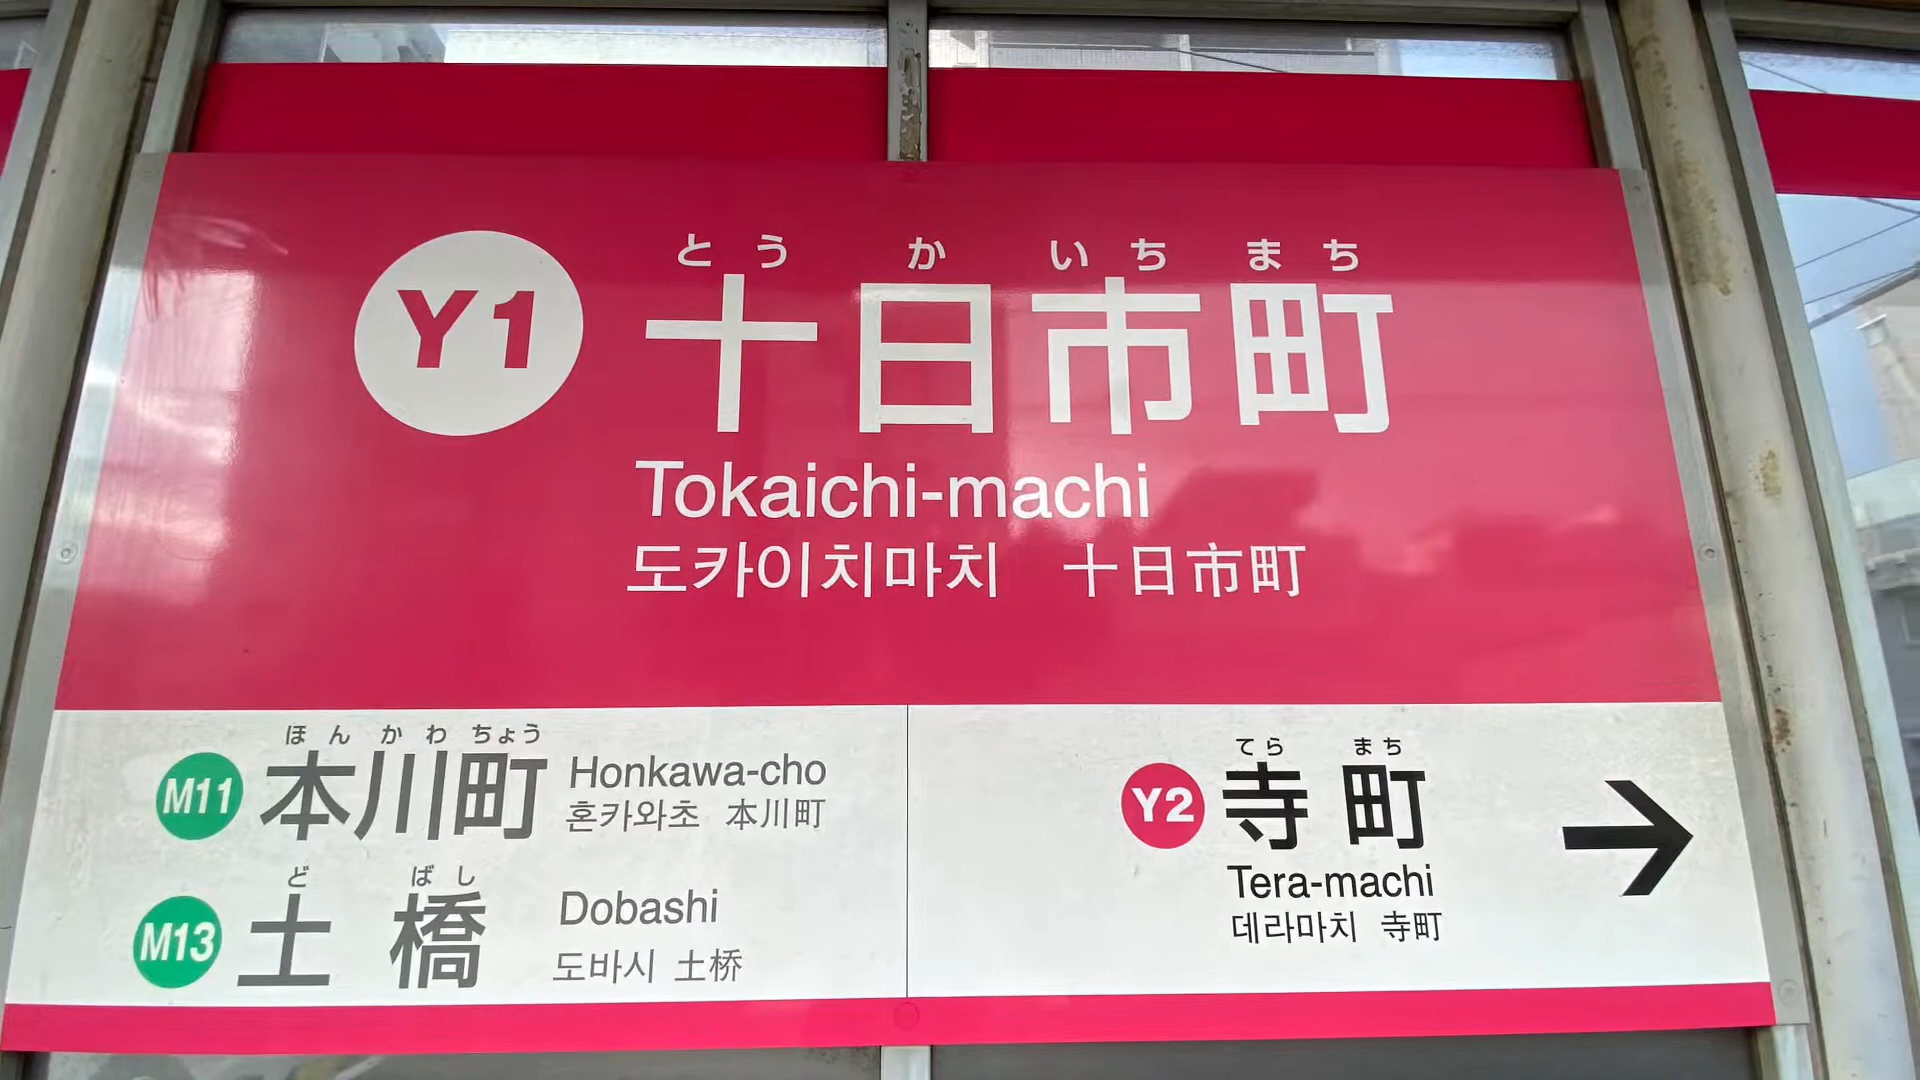 とう か いち まち
Y1 十日市町
Tokaichi-machi
도카이치마치 十日市町
ほん かわ ちょう
M11 本川町 Honkawa-cho
혼카와초 本川町
ど ばし
M13 土橋 Dobashi
도바시 土桥
てら まち
Y2 寺町 →
Tera-machi
데라마치 寺町